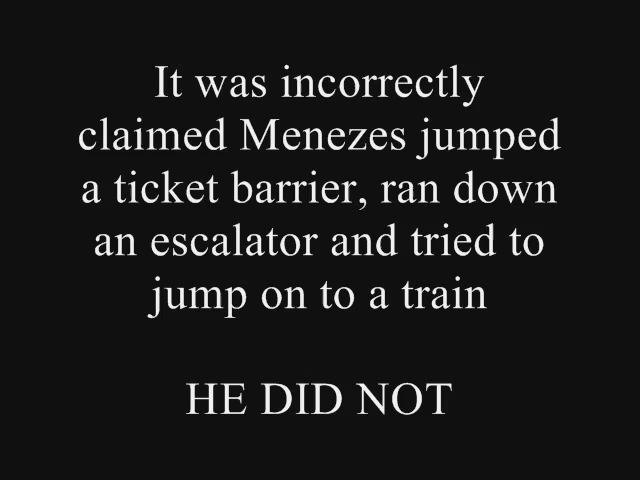 It was incorrectly
claimed Menezes jumped
a ticket barrier, ran down
an escalator and tried to
jump on to a train
HE DID NOT